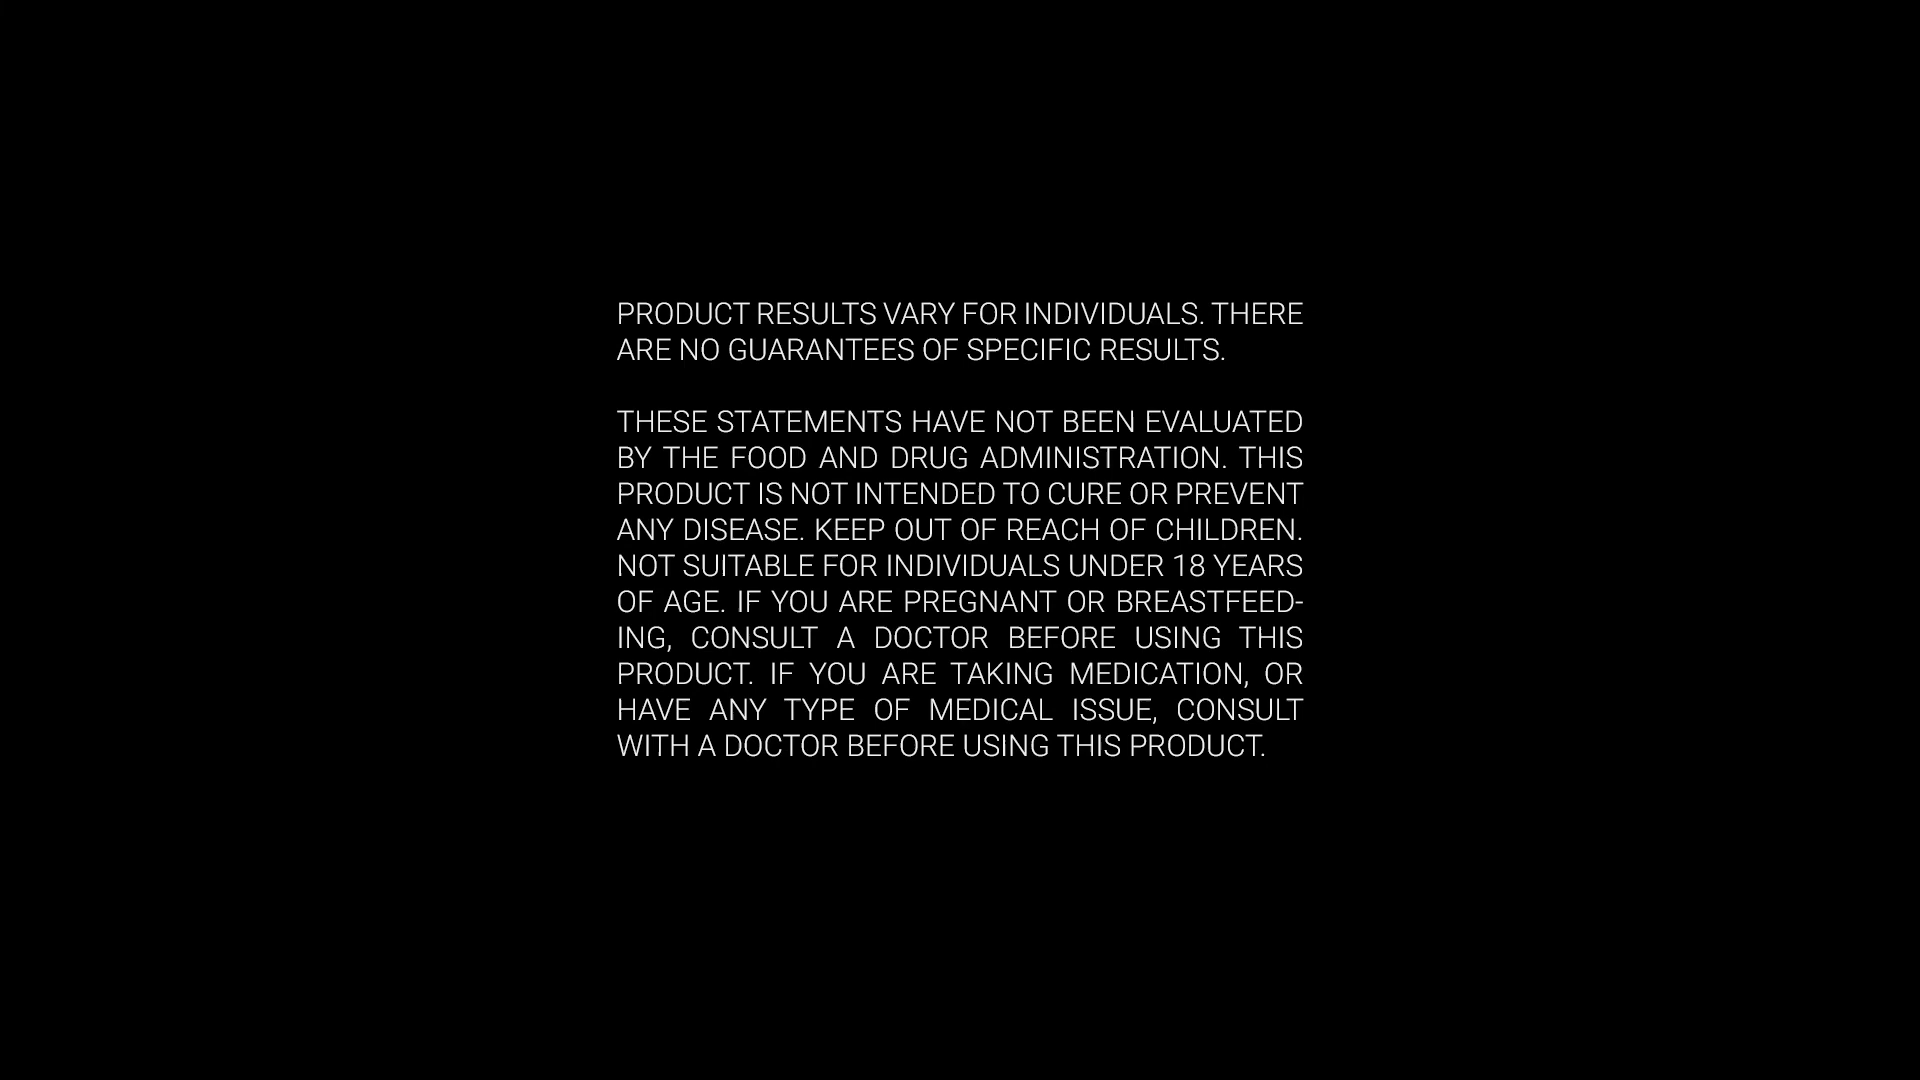 PRODUCT RESULTS VARY FOR INDIVIDUALS. THERE
ARE NO GUARANTEES OF SPECIFIC RESULTS.
THESE STATEMENTS HAVE NOT BEEN EVALUATED
BY THE FOOD AND DRUG ADMINISTRATION. THIS
PRODUCT IS NOT INTENDED TO CURE OR PREVENT
ANY DISEASE. KEEP OUT OF REACH OF CHILDREN.
NOT SUITABLE FOR INDIVIDUALS UNDER 18 YEARS
OF AGE. IF YOU ARE PREGNANT OR BREASTFEED-
ING, CONSULT A DOCTOR BEFORE USING THIS
PRODUCT. IF YOU ARE TAKING MEDICATION, OR
HAVE ANY TYPE OF MEDICAL ISSUE, CONSULT
WITH A DOCTOR BEFORE USING THIS PRODUCT.